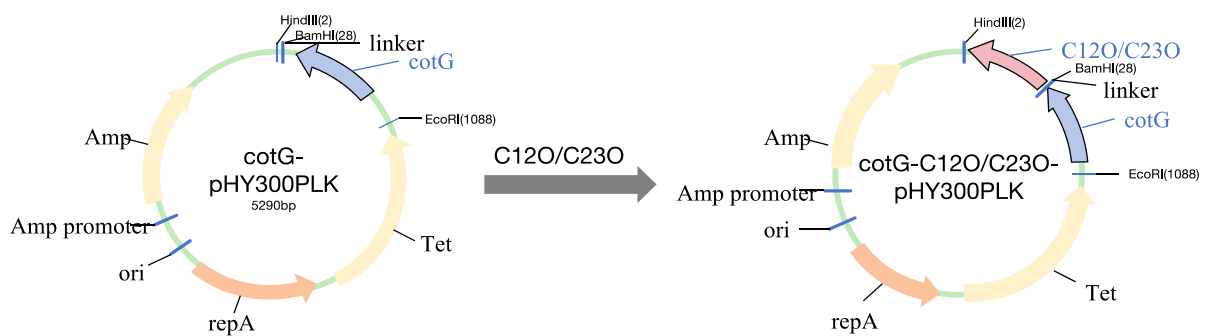 HindIII(2)
BamHI(28)
linker
cotG
EcoRI(1088)
Amp
cotG-
pHY300PLK
5290bp
Amp promoter
ori
repA
Tet
C12O/C23O
HindIII(2)
C12O/C23O
BamHI(28)
linker
cotG
EcoRI(1088)
Amp
cotG-C12O/C23O-
pHY300PLK
Amp promoter
ori
repA
Tet